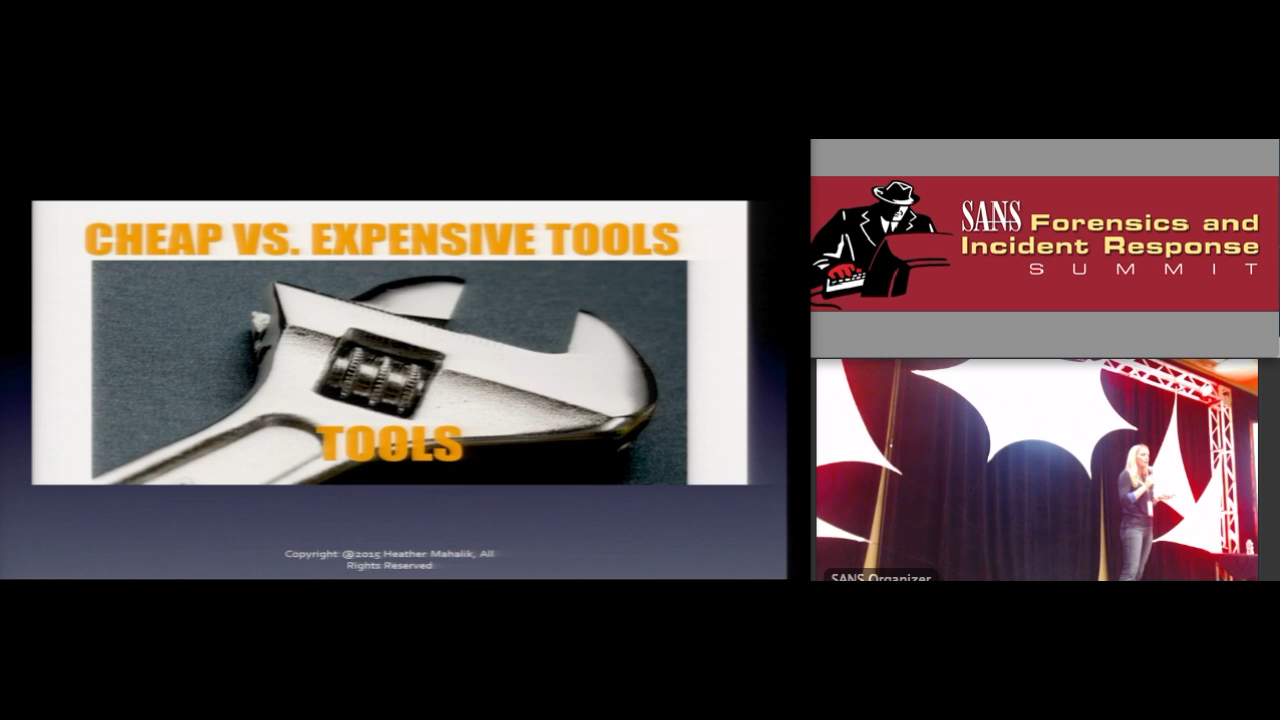 CHEAP VS. EXPENSIVE TOOLS
TOOLS
Copyright @2015 Heather Mahalik, All
Rights Reserved
SANS Forensics and
Incident Response
SUMMIT
SANS Organizer